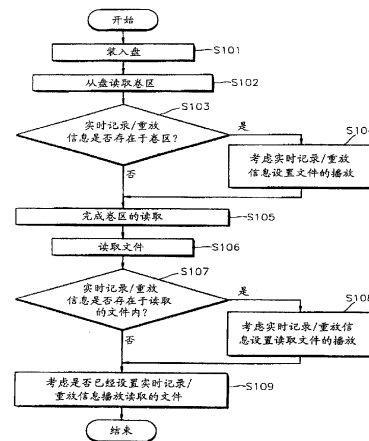 开始
装入盘
S101
从盘读取卷区
S102
S103
实时记录/重放
信息是否存在于卷区?
是
否
S104
考虑实时记录/重放
信息设置文件的播放
完成卷区的读取
S105
读取文件
S106
S107
实时记录/重放
信息是否存在于读取
的文件内?
是
否
S108
考虑实时记录/重放信
息设置读取文件的播放
考虑是否已经设置实时记录/
重放信息播放读取的文件
S109
结束